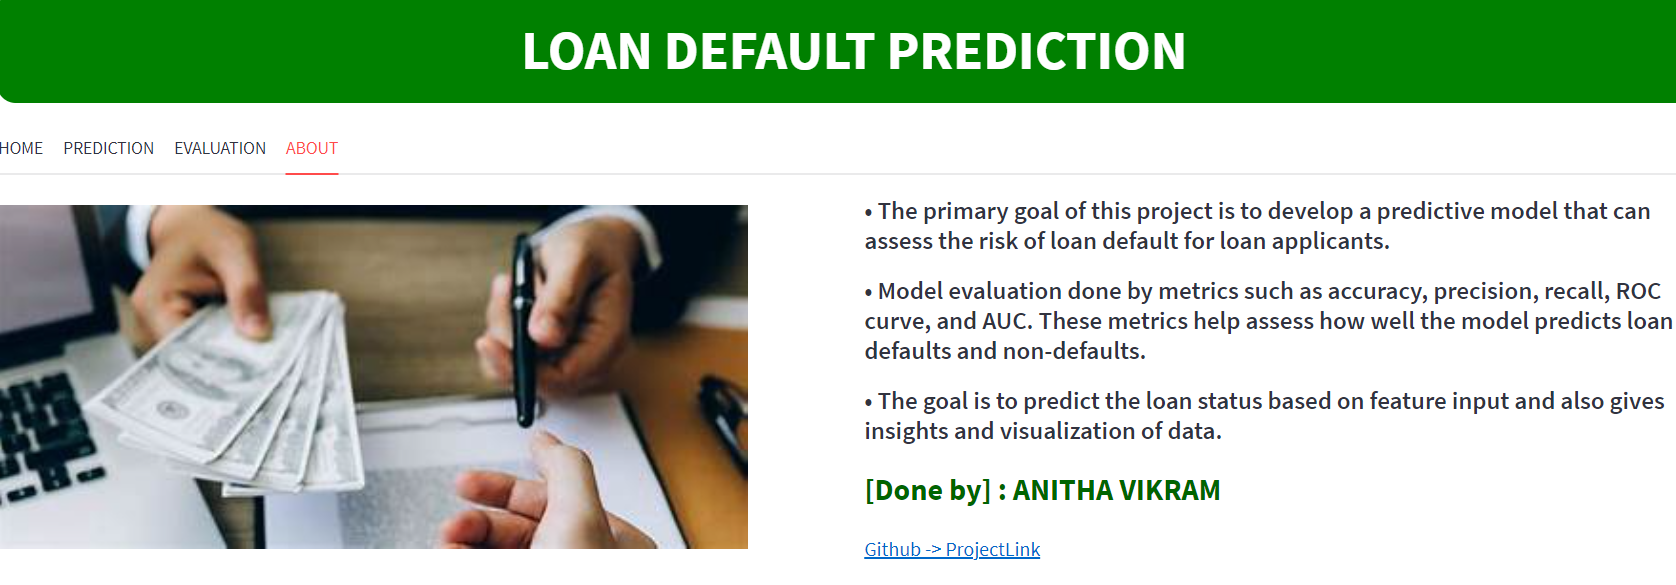 LOAN DEFAULT PREDICTION
HOME PREDICTION EVALUATION ABOUT
• The primary goal of this project is to develop a predictive model that can
assess the risk of loan default for loan applicants.
• Model evaluation done by metrics such as accuracy, precision, recall, ROC
curve, and AUC. These metrics help assess how well the model predicts loan
defaults and non-defaults.
• The goal is to predict the loan status based on feature input and also gives
insights and visualization of data.
[Done by] : ANITHA VIKRAM
Github -> ProjectLink